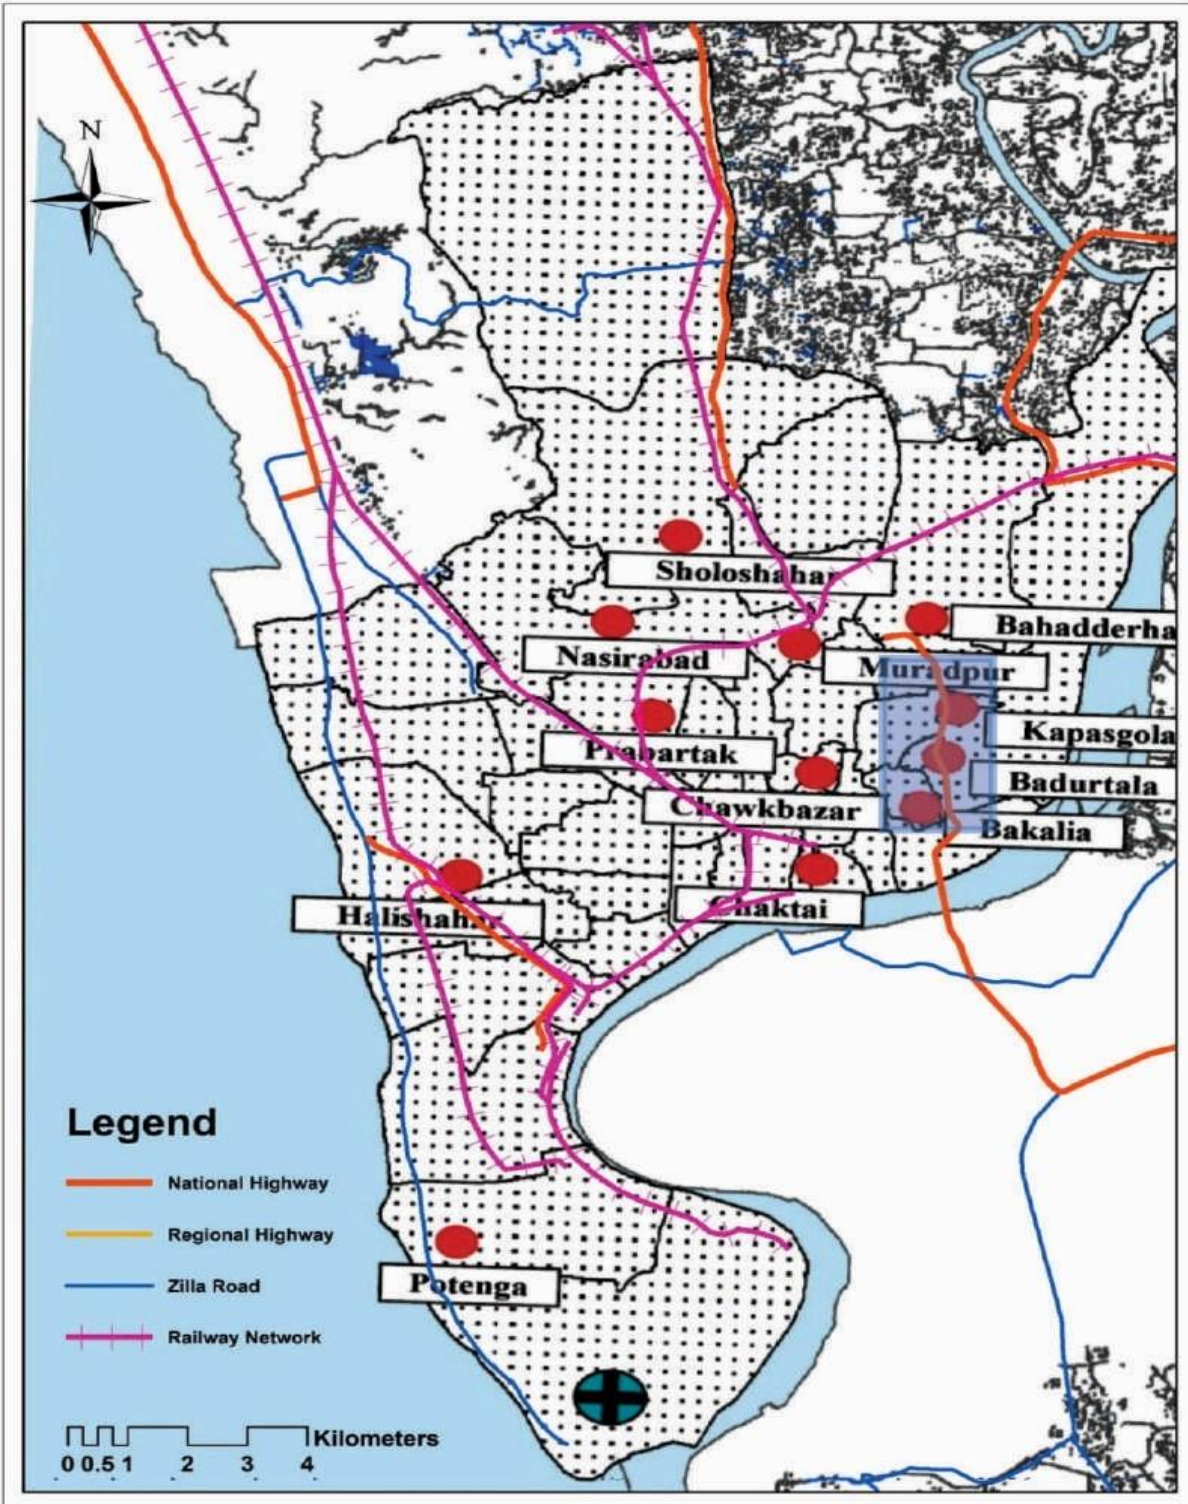 N
Sholoshahar
Bahadderha
Nasirabad
Muradpur
Kapasgola
Prabartak
Badurtala
Chawkbazar
Bakalia
Chaktai
Halishahar
Legend
National Highway
Regional Highway
Zilla Road
Railway Network
Potenga
Kilometers
0 0.5 1 2 3 4